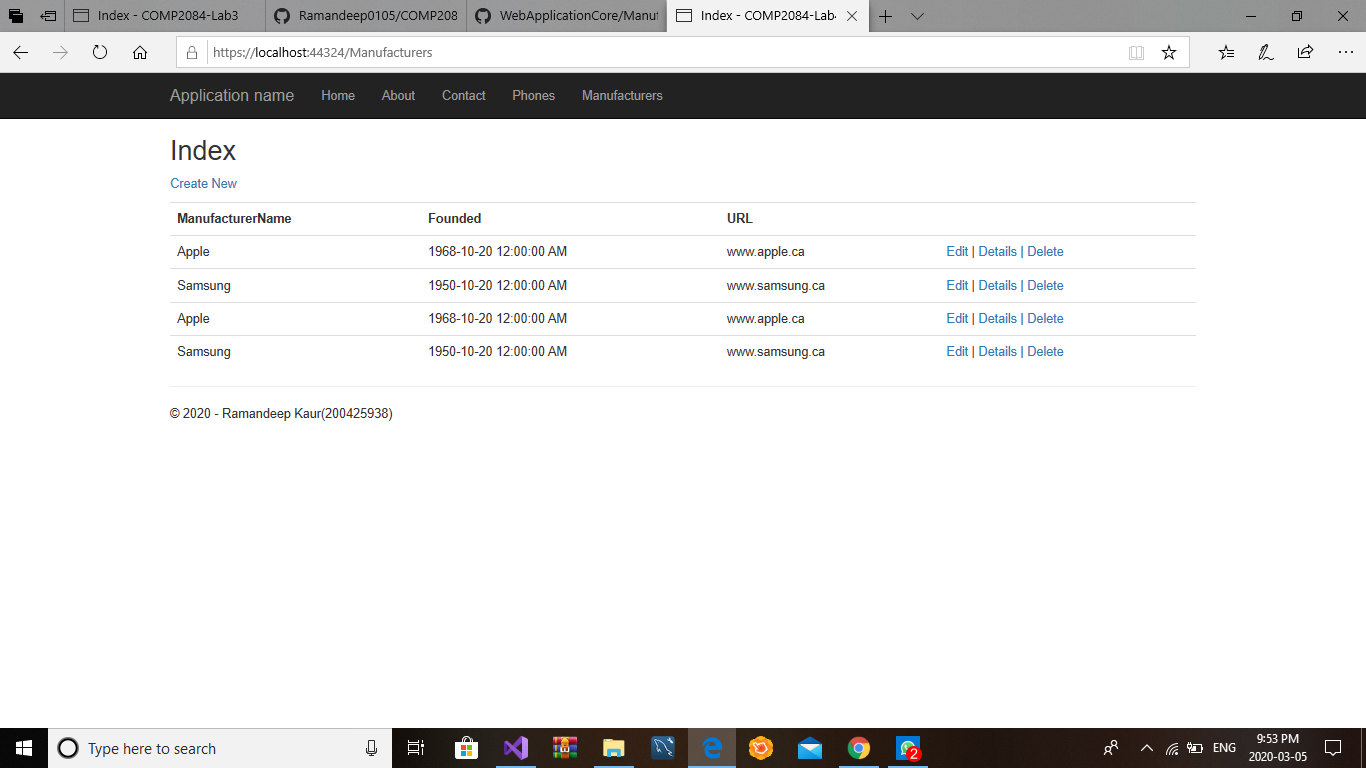 Index - COMP2084-Lab3
Ramandeep0105/COMP208
WebApplicationCore/Manuf
Index - COMP2084-Lab4
https://localhost:44324/Manufacturers
Application name Home About Contact Phones Manufacturers
Index
Create New
ManufacturerName Founded URL
Apple 1968-10-20 12:00:00 AM www.apple.ca Edit | Details | Delete
Samsung 1950-10-20 12:00:00 AM www.samsung.ca Edit | Details | Delete
Apple 1968-10-20 12:00:00 AM www.apple.ca Edit | Details | Delete
Samsung 1950-10-20 12:00:00 AM www.samsung.ca Edit | Details | Delete
© 2020 - Ramandeep Kaur(200425938)
Type here to search
2
ENG
9:53 PM
2020-03-05